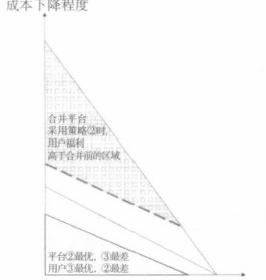 成本下降程度
合并平台
采用策略②时,
用户福利
高于合并前的区域
平台②最优, ③最差
用户③最优, ②最差